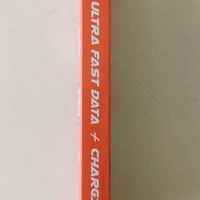 ULTRA FAST DATA + CHARG